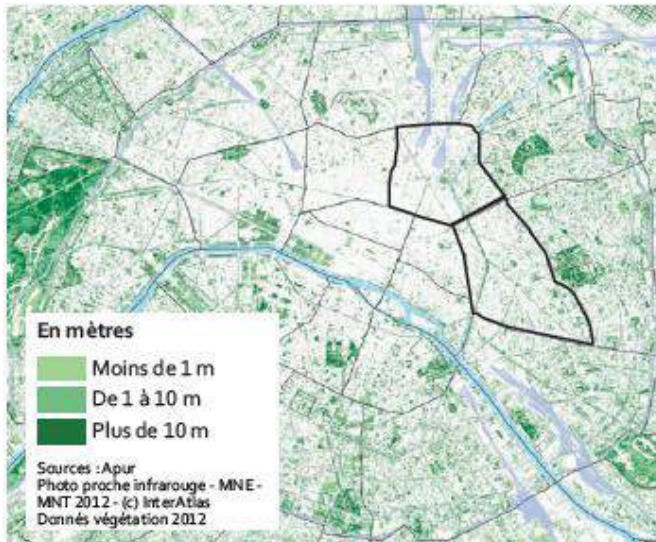 En mètres
Moins de 1 m
De 1 à 10 m
Plus de 10 m
Sources : Apur
Photo proche infrarouge - MNE -
MNT 2012 - (c) InterAtlas
Donnés végétation 2012